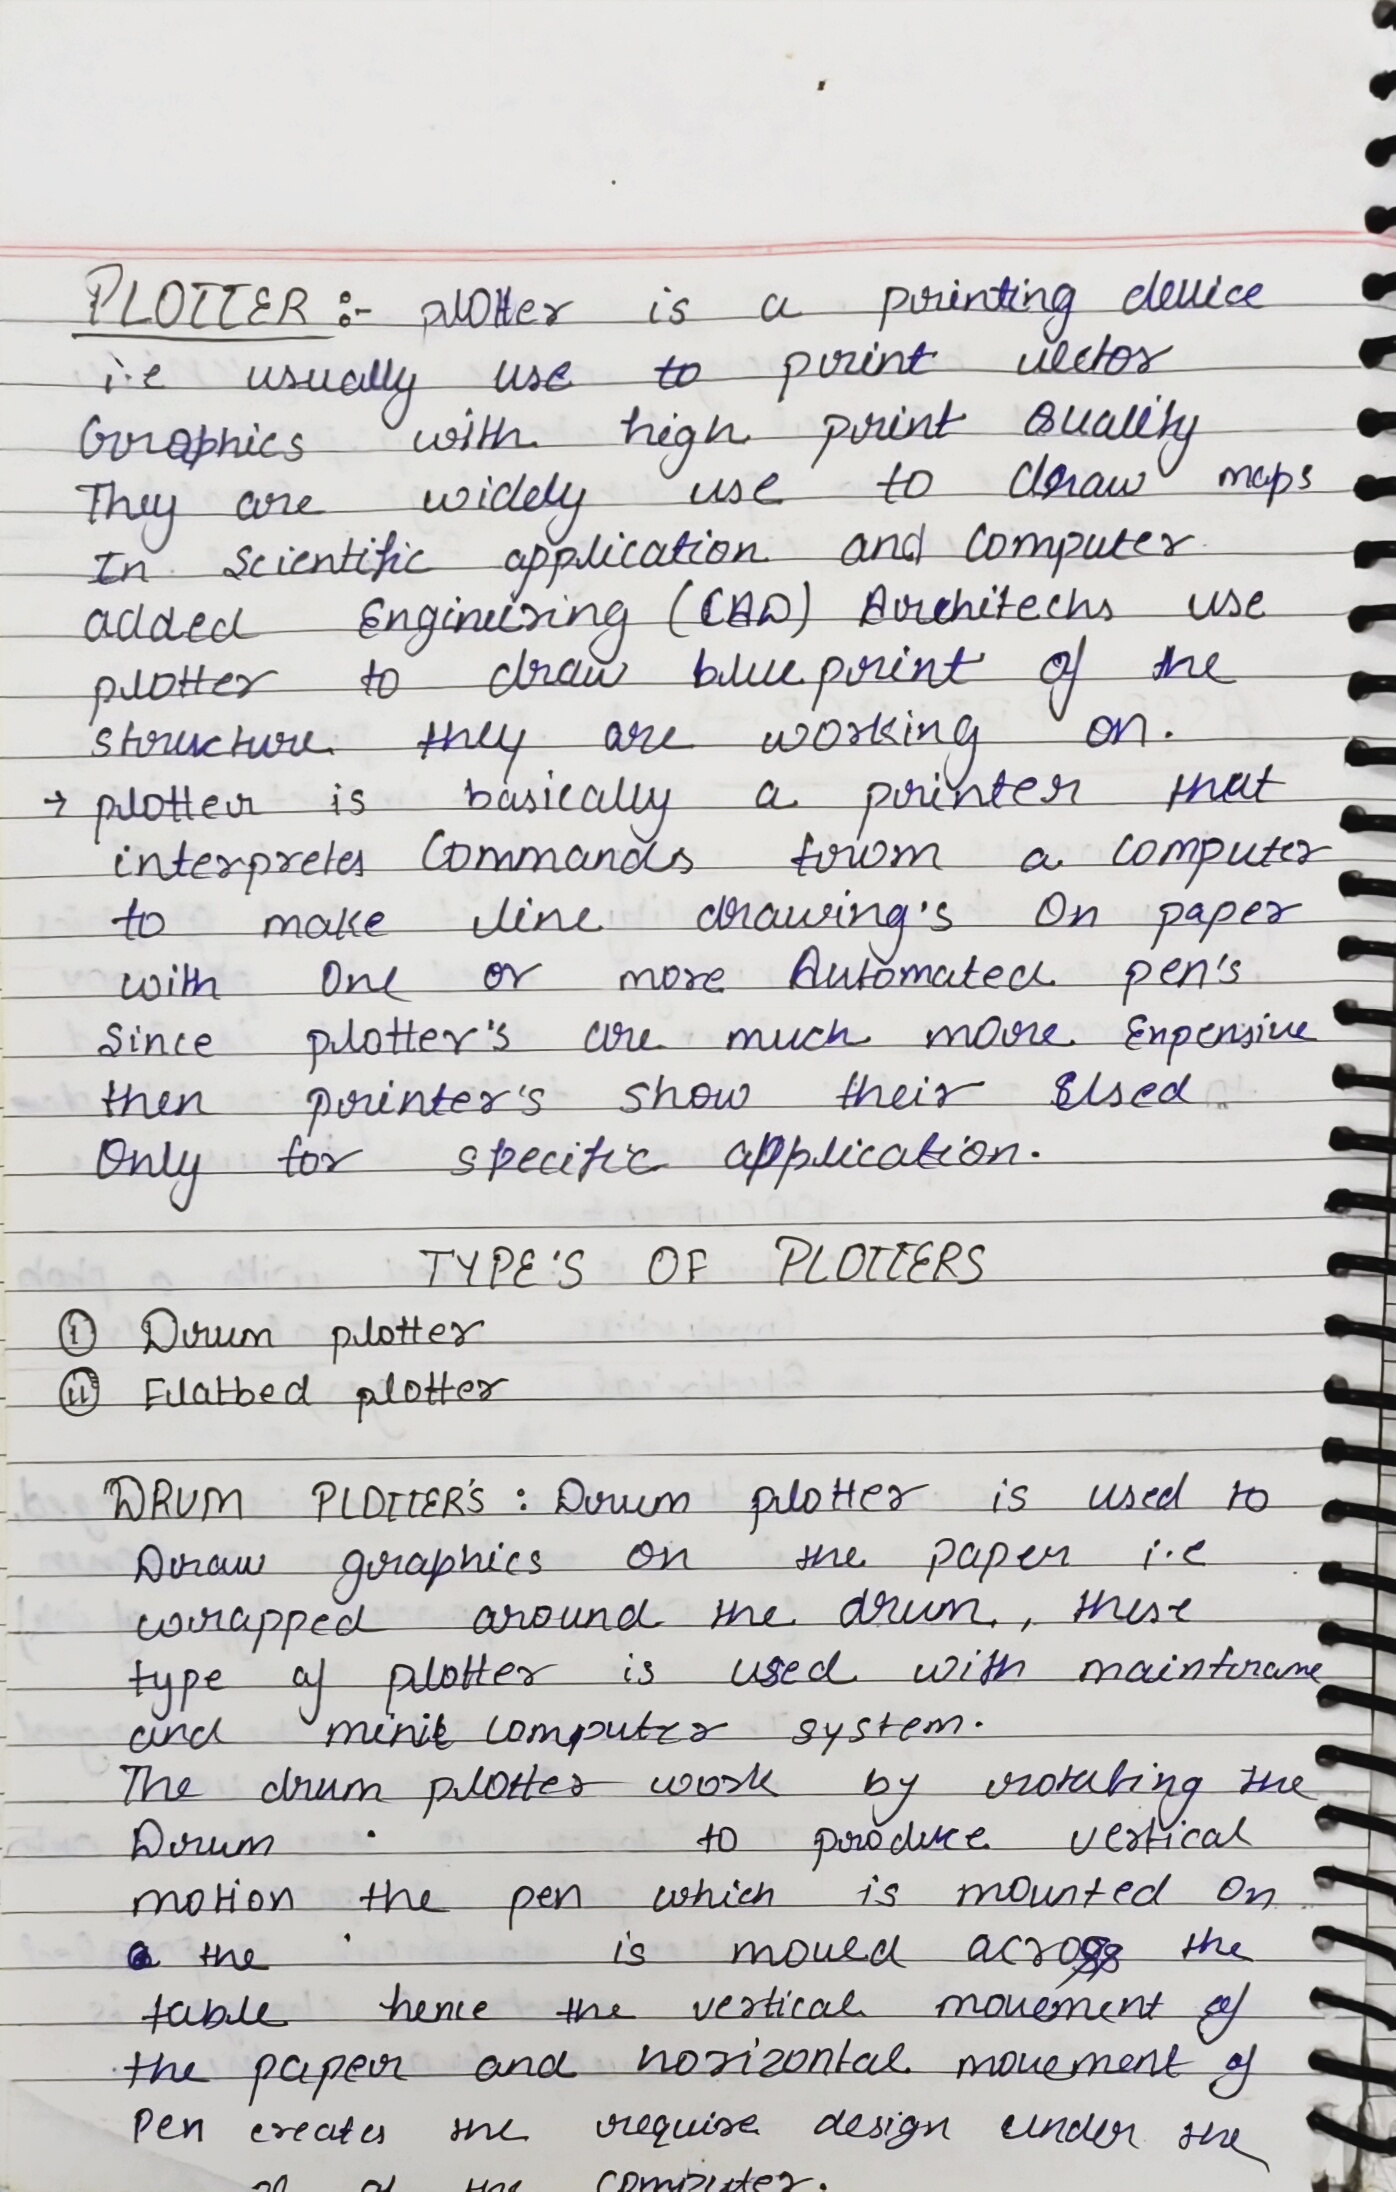 PLOTTER :- plotter is a printing device
i.e usually use to print vector
Graphics with high print Quality
They are widely use to draw maps
In Scientific application and Computer
added Engineering (CAD) Architechs use
plotter to draw blueprint of the
structure they are working on.
→ plotter is basically a printer that
interpretes Commands from a Computer
to make line drawing's On paper
with One or more Automated pen's
Since plotter's are much more Expensive
then printer's show their Used
Only for specific application.
TYPE'S OF PLOTTERS
(i) Drum plotter
(ii) Flatbed plotter
DRUM PLOTTER'S : Drum plotter is used to
Draw graphics on the paper i.e
wrapped around the drum, these
type of plotter is used with mainframe
and mini computer system.
The drum plotter work by rotating the
Drum to produce vertical
motion the pen which is mounted on
the is moved across the
table hence the vertical movement of
the paper and horizontal movement of
Pen creates the require design under the
of the computer.